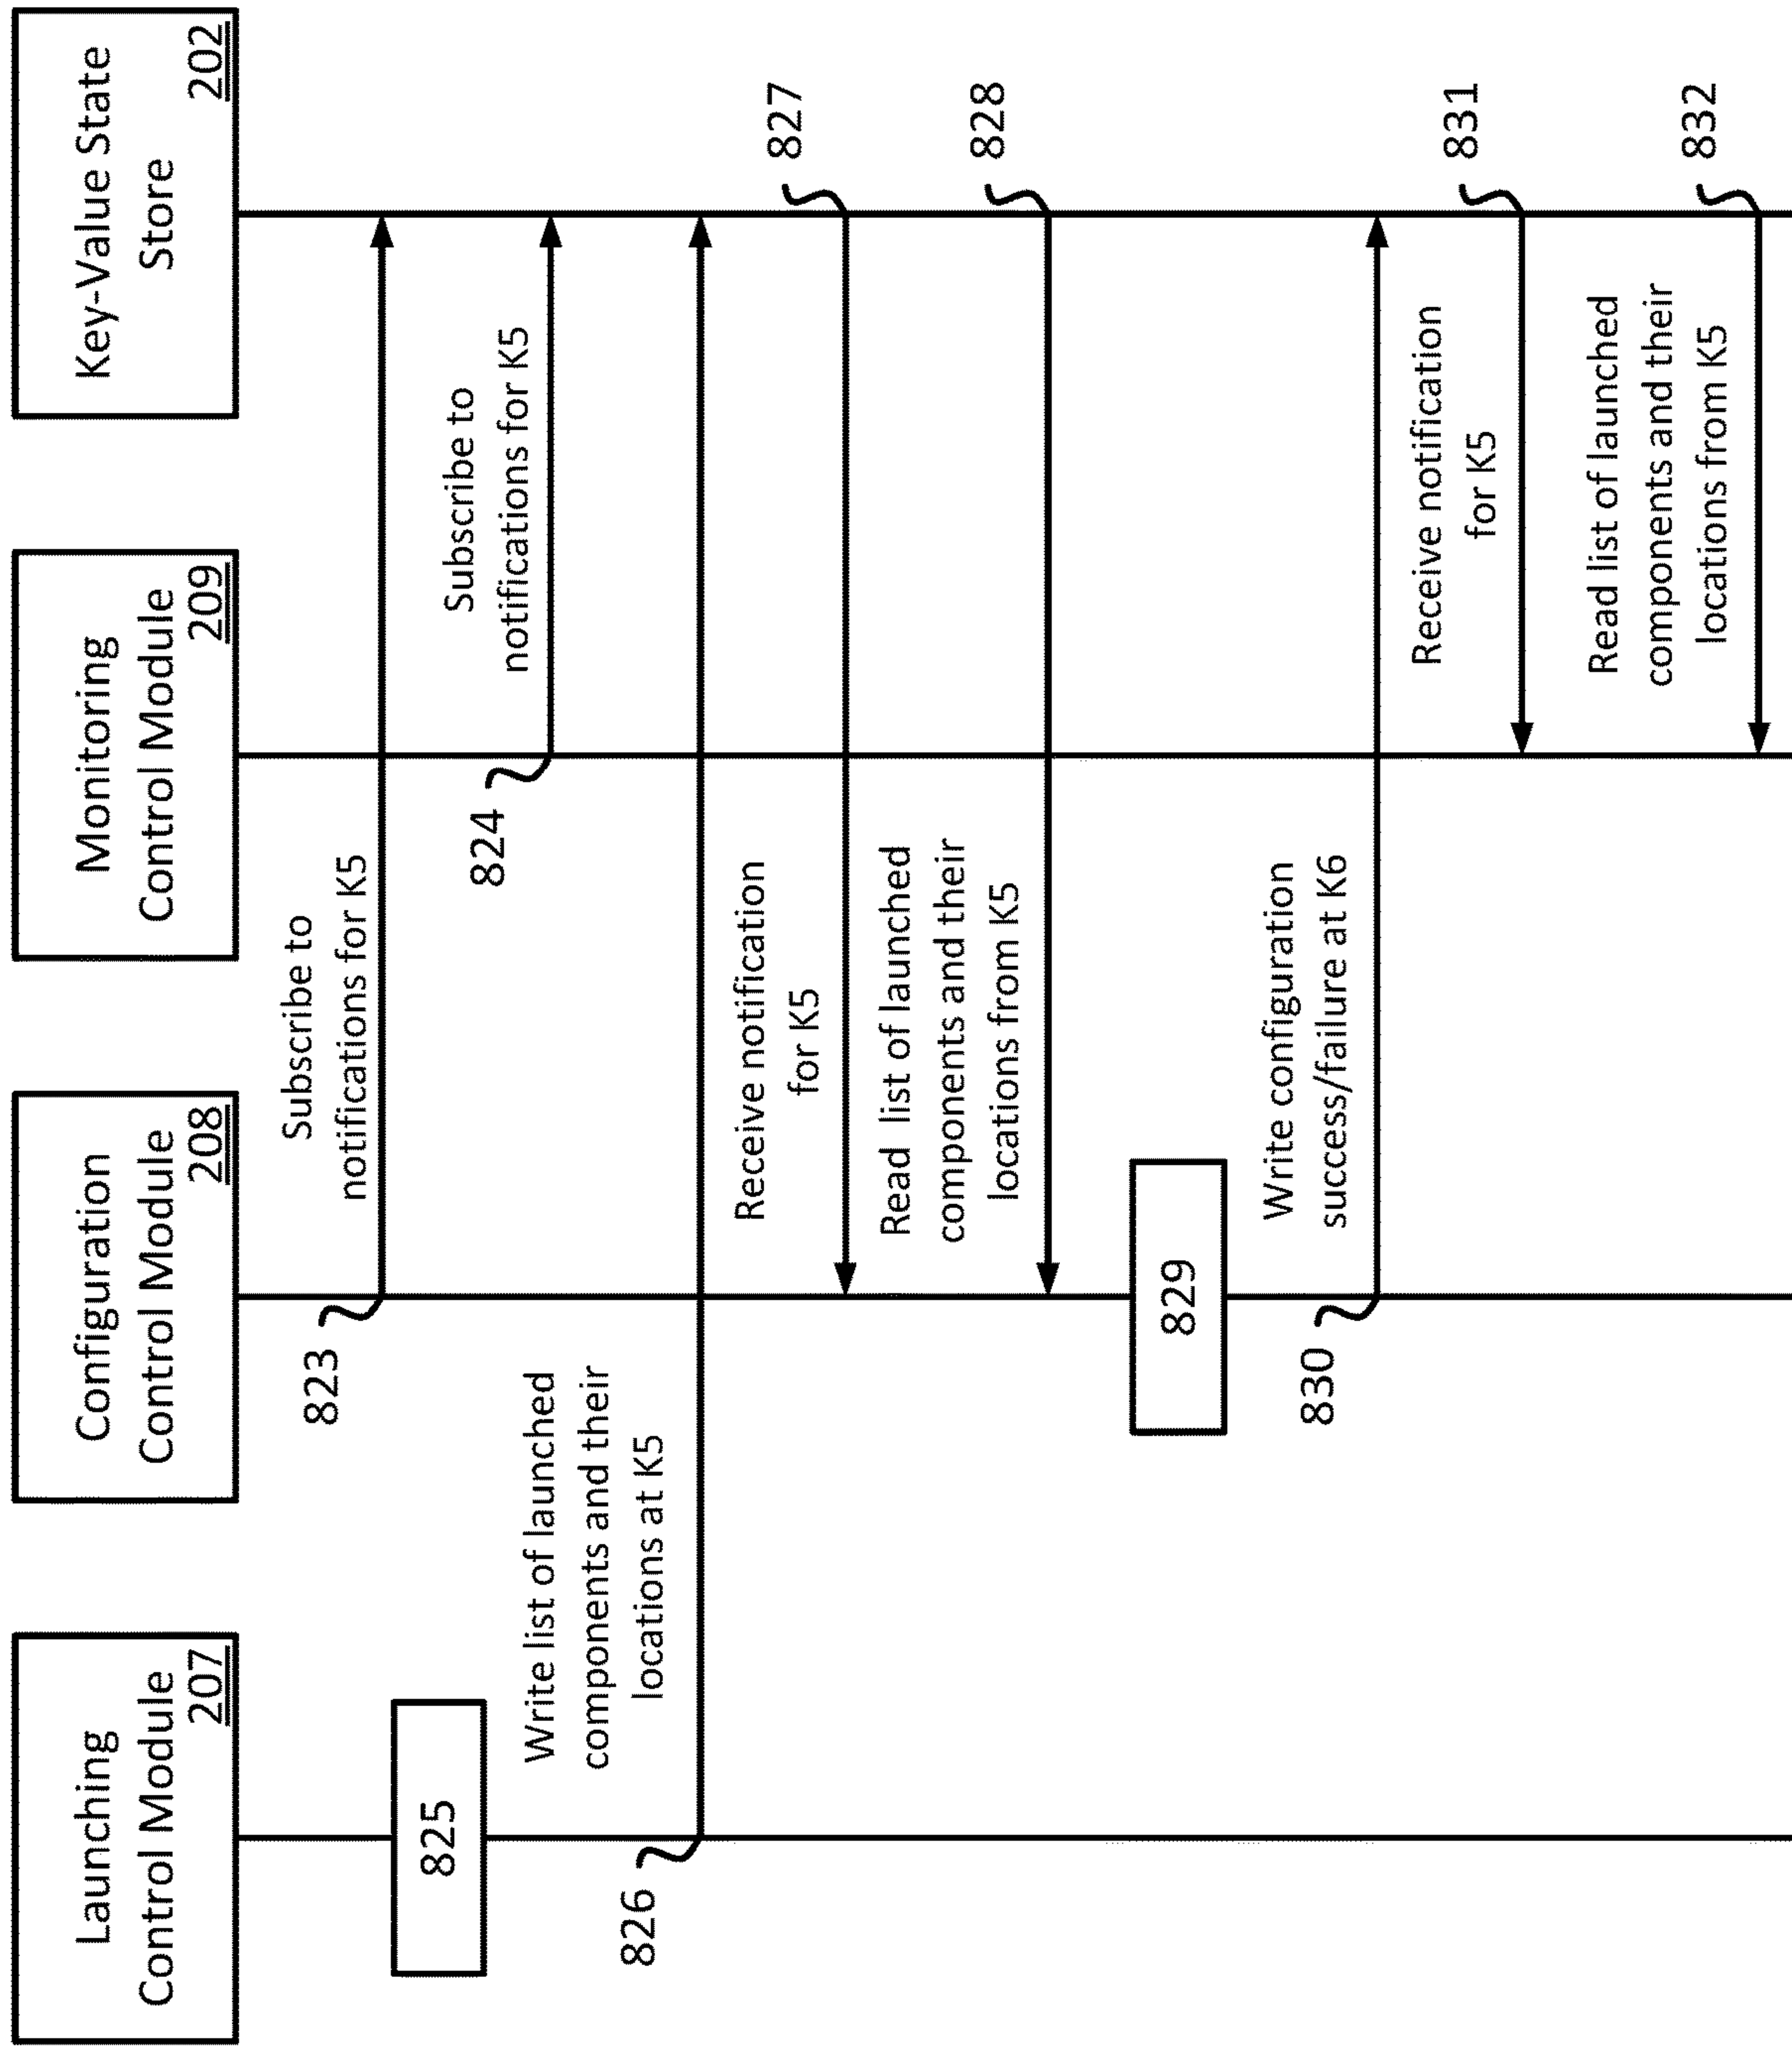 Launching
Control Module
207
Configuration
Control Module
208
Monitoring
Control Module
209
Key-Value State
Store
202
Subscribe to
notifications for K5
823
Subscribe to
notifications for K5
824
825
Write list of launched
components and their
locations at K5
826
Receive notification
for K5
827
Read list of launched
components and their
locations from K5
828
829
Write configuration
success/failure at K6
830
Receive notification
for K5
831
Read list of launched
components and their
locations from K5
832